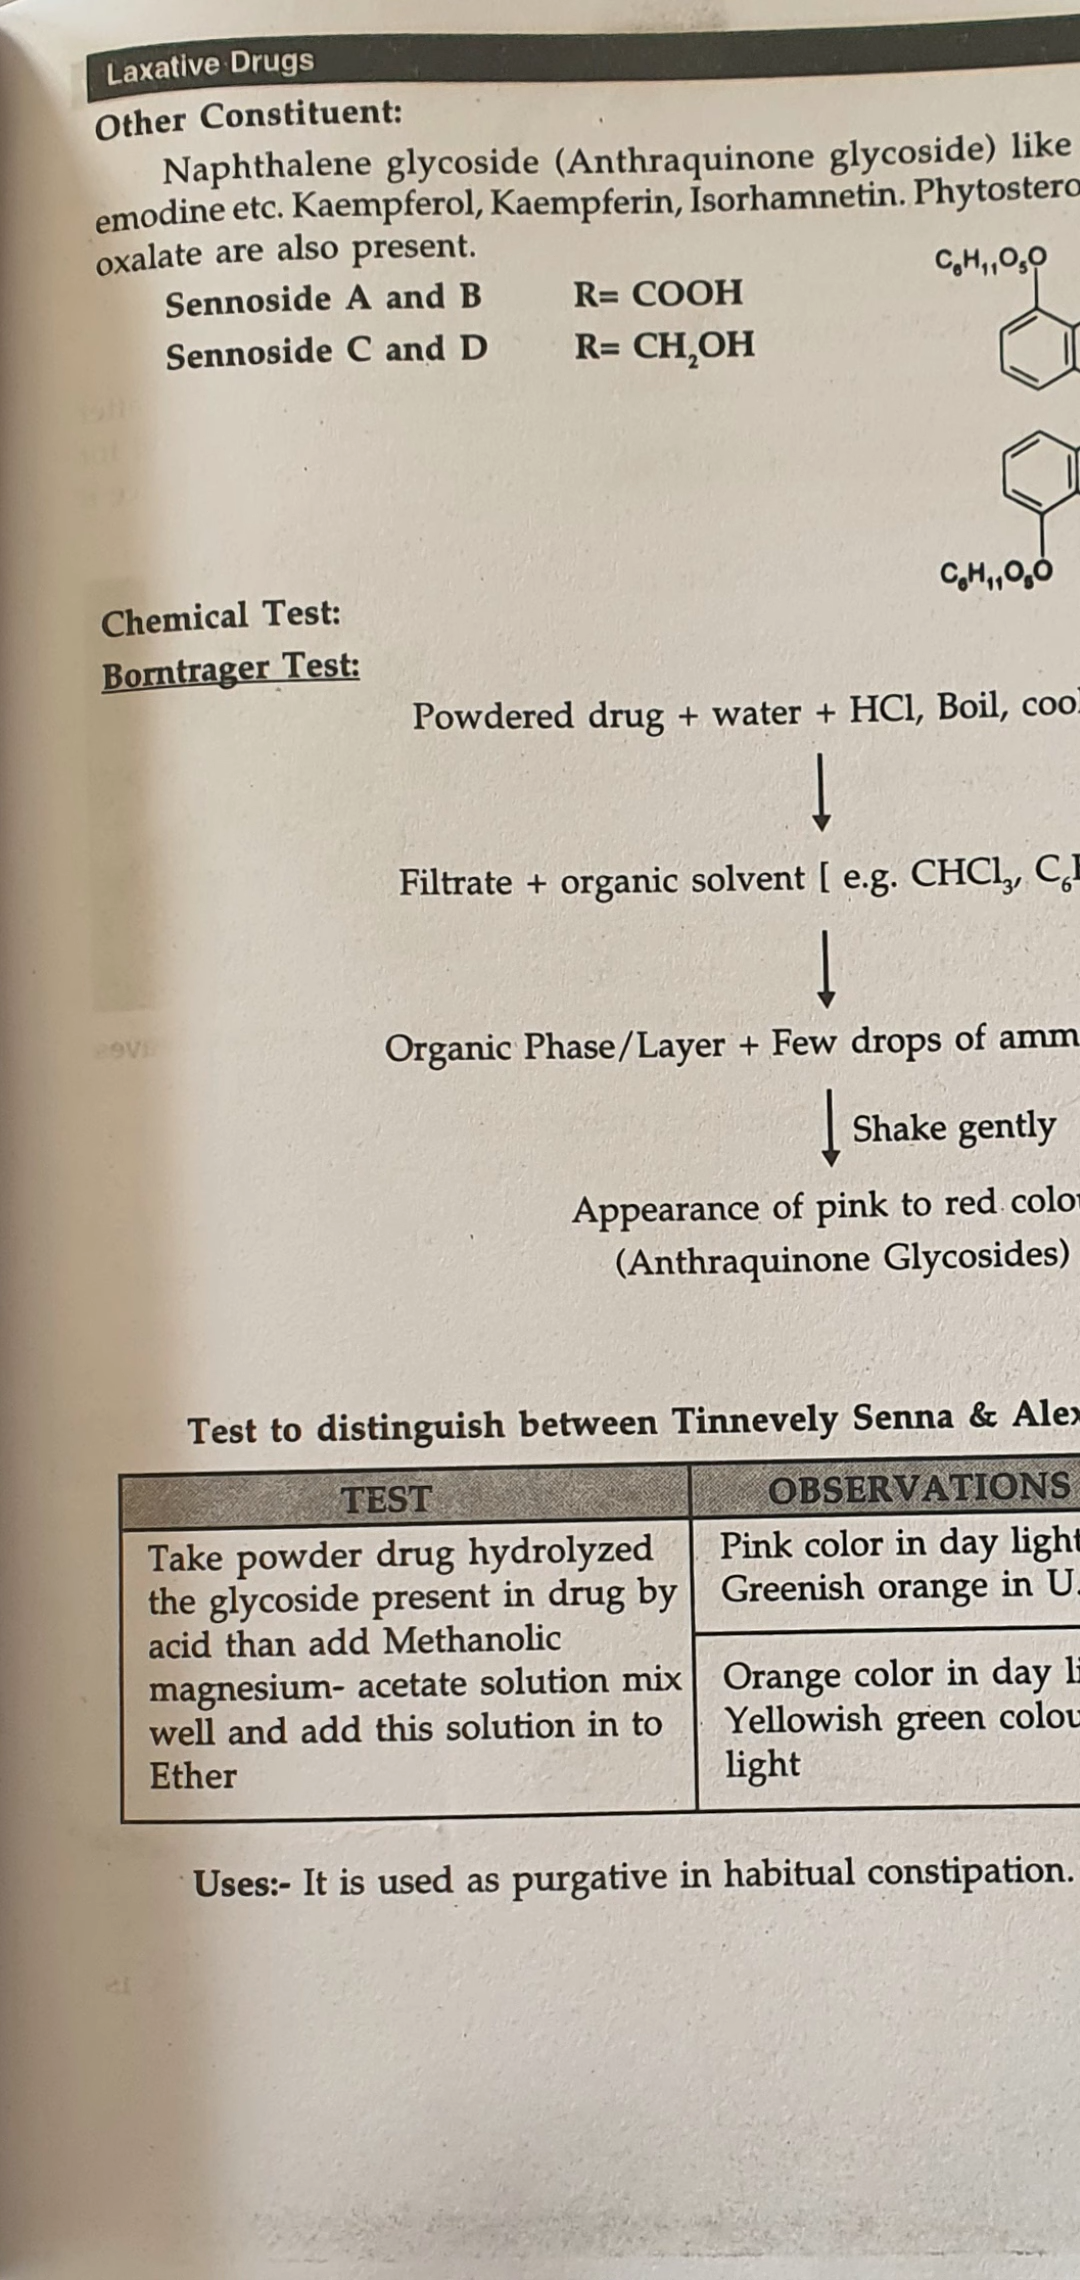 Laxative Drugs
Other Constituent:
Naphthalene glycoside (Anthraquinone glycoside) like
emodine etc. Kaempferol, Kaempferin, Isorhamnetin.
oxalate are also present.
C₆H₁₁O₅O
Sennoside A and B R= COOH
Sennoside C and D R= CH₂OH
C₆H₁₁O₅O
Chemical Test:
Borntrager Test:
Powdered drug + water + HCl, Boil,
Filtrate + organic solvent [ e.g. CHCl₃,
Organic Phase/Layer + Few drops of
Shake gently
Appearance of pink to red
(Anthraquinone Glycosides)
Test to distinguish between Tinnevely Senna &
TEST OBSERVATIONS
Take powder drug hydrolyzed
the glycoside present in drug by
acid than add Methanolic
magnesium- acetate solution mix
well and add this solution in to
Ether
Pink color in day light
Greenish orange in
Orange color in day
Yellowish green
light
Uses:- It is used as purgative in habitual constipation.